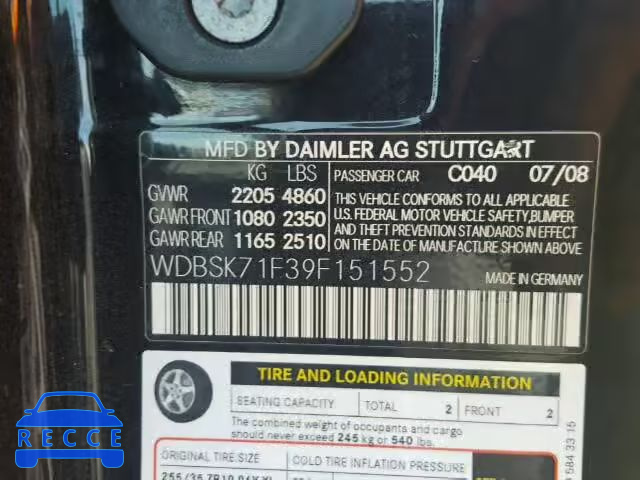 MFD BY DAIMLER AG STUTTGART
KG LBS PASSENGER CAR C040 07/08
GVWR 2205 4860
GAWR FRONT 1080 2350
GAWR REAR 1165 2510
THIS VEHICLE CONFORMS TO ALL APPLICABLE
U.S. FEDERAL MOTOR VEHICLE SAFETY, BUMPER
AND THEFT PREVENTION STANDARDS IN EFFECT
ON THE DATE OF MANUFACTURE SHOWN ABOVE.
WDBSK71F39F151552
TIRE AND LOADING INFORMATION
SEATING CAPACITY TOTAL 2 FRONT 2
The combined weight of occupants and cargo
should never exceed 245 kg or 540 lbs.
ORIGINAL TIRE SIZE COLD TIRE INFLATION PRESSURE
584 33 15
RECCE